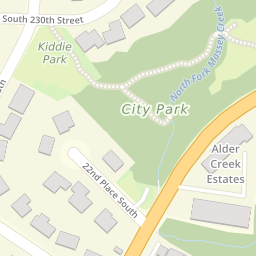 South 230th Street
Kiddie
Park
North Fork Massey Creek
City Park
Alder
Creek
Estates
22nd Place South